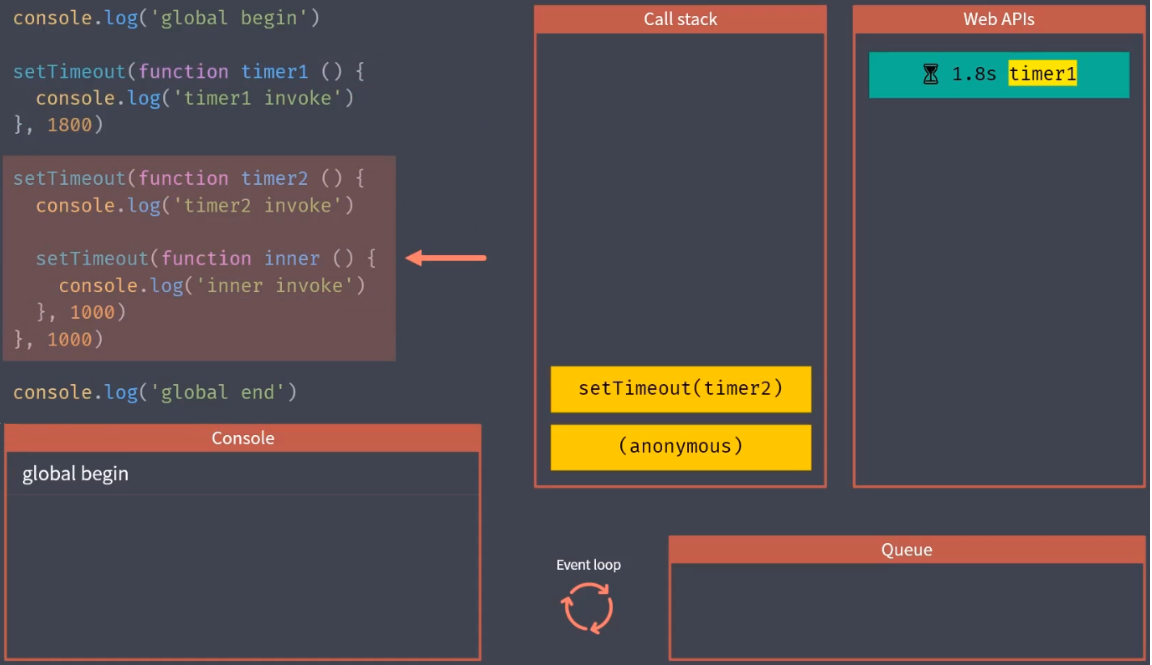 console.log('global begin')
setTimeout(function timer1 () {
console.log('timer1 invoke')
}, 1800)
setTimeout(function timer2 () {
console.log('timer2 invoke')
setTimeout(function inner () {
console.log('inner invoke')
}, 1000)
}, 1000)
console.log('global end')
Console
global begin
Call stack
setTimeout(timer2)
(anonymous)
Web APIs
1.8s timer1
Event loop
Queue